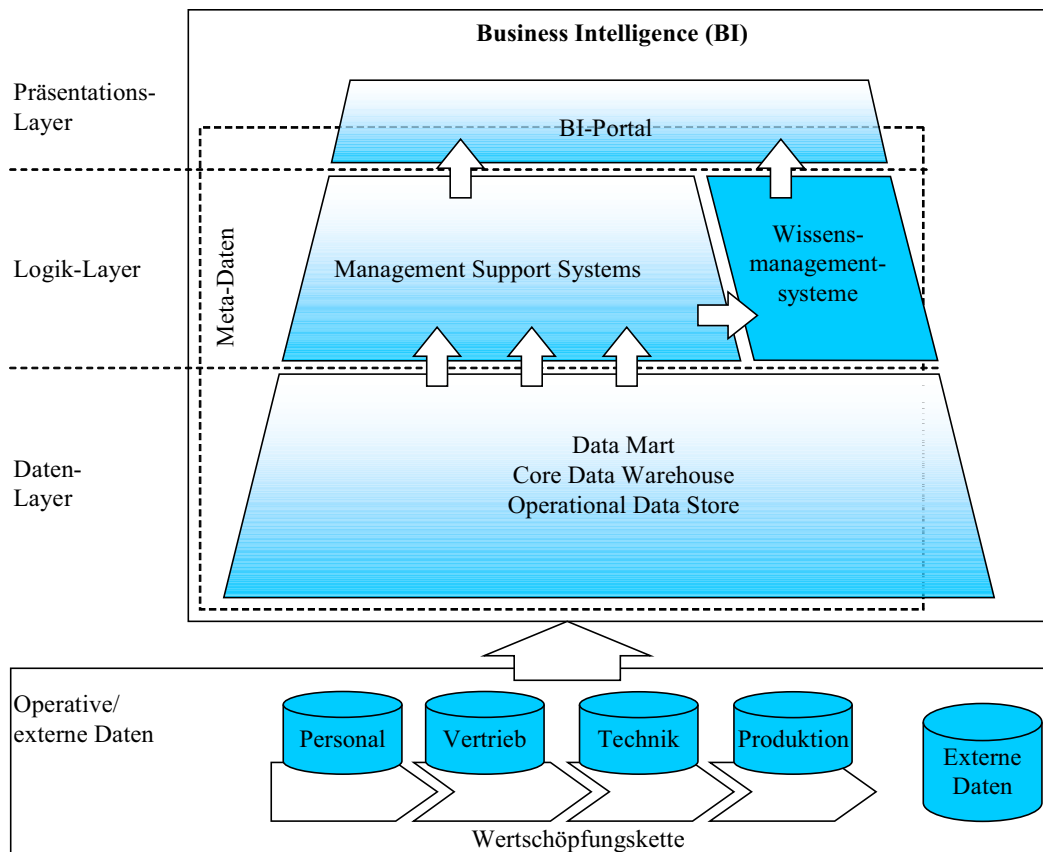 Business Intelligence (BI)
Präsentations-
Layer
BI-Portal
Logik-Layer
Meta-Daten
Management Support Systems
Wissens-
management-
systeme
Daten-
Layer
Data Mart
Core Data Warehouse
Operational Data Store
Operative/
externe Daten
Personal
Vertrieb
Technik
Produktion
Externe
Daten
Wertschöpfungskette